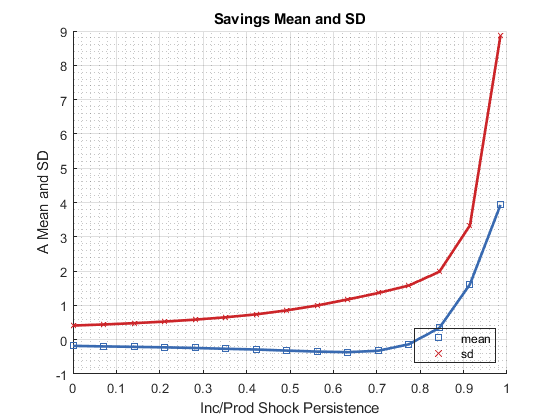 Savings Mean and SD
A Mean and SD
9
8
7
6
5
4
3
2
1
0
-1
0 0.1 0.2 0.3 0.4 0.5 0.6 0.7 0.8 0.9 1
Inc/Prod Shock Persistence
mean
sd